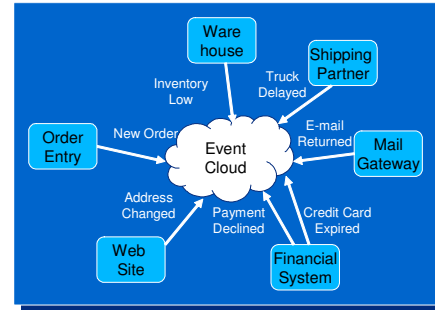 Ware
house
Shipping
Partner
Inventory
Low
Truck
Delayed
Order
Entry
New Order
Event
Cloud
E-mail
Returned
Mail
Gateway
Address
Changed
Payment
Declined
Credit Card
Expired
Web
Site
Financial
System